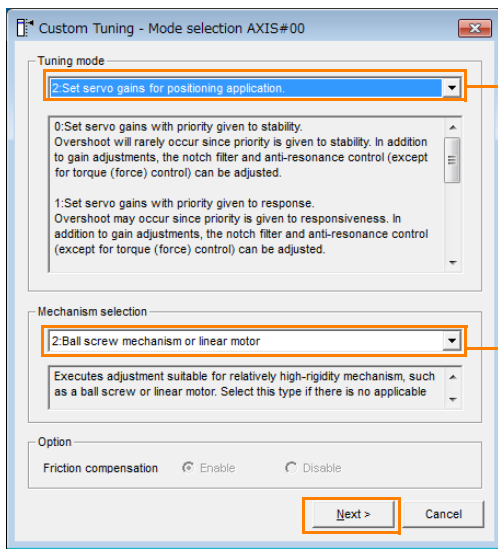 Custom Tuning - Mode selection AXIS#00
Tuning mode
2:Set servo gains for positioning application.
0:Set servo gains with priority given to stability.
Overshoot will rarely occur since priority is given to stability. In addition
to gain adjustments, the notch filter and anti-resonance control (except
for torque (force) control) can be adjusted.
1:Set servo gains with priority given to response.
Overshoot may occur since priority is given to responsiveness. In
addition to gain adjustments, the notch filter and anti-resonance control
(except for torque (force) control) can be adjusted.
Mechanism selection
2:Ball screw mechanism or linear motor
Executes adjustment suitable for relatively high-rigidity mechanism, such
as a ball screw or linear motor. Select this type if there is no applicable
Option
Friction compensation Enable Disable
Next > Cancel